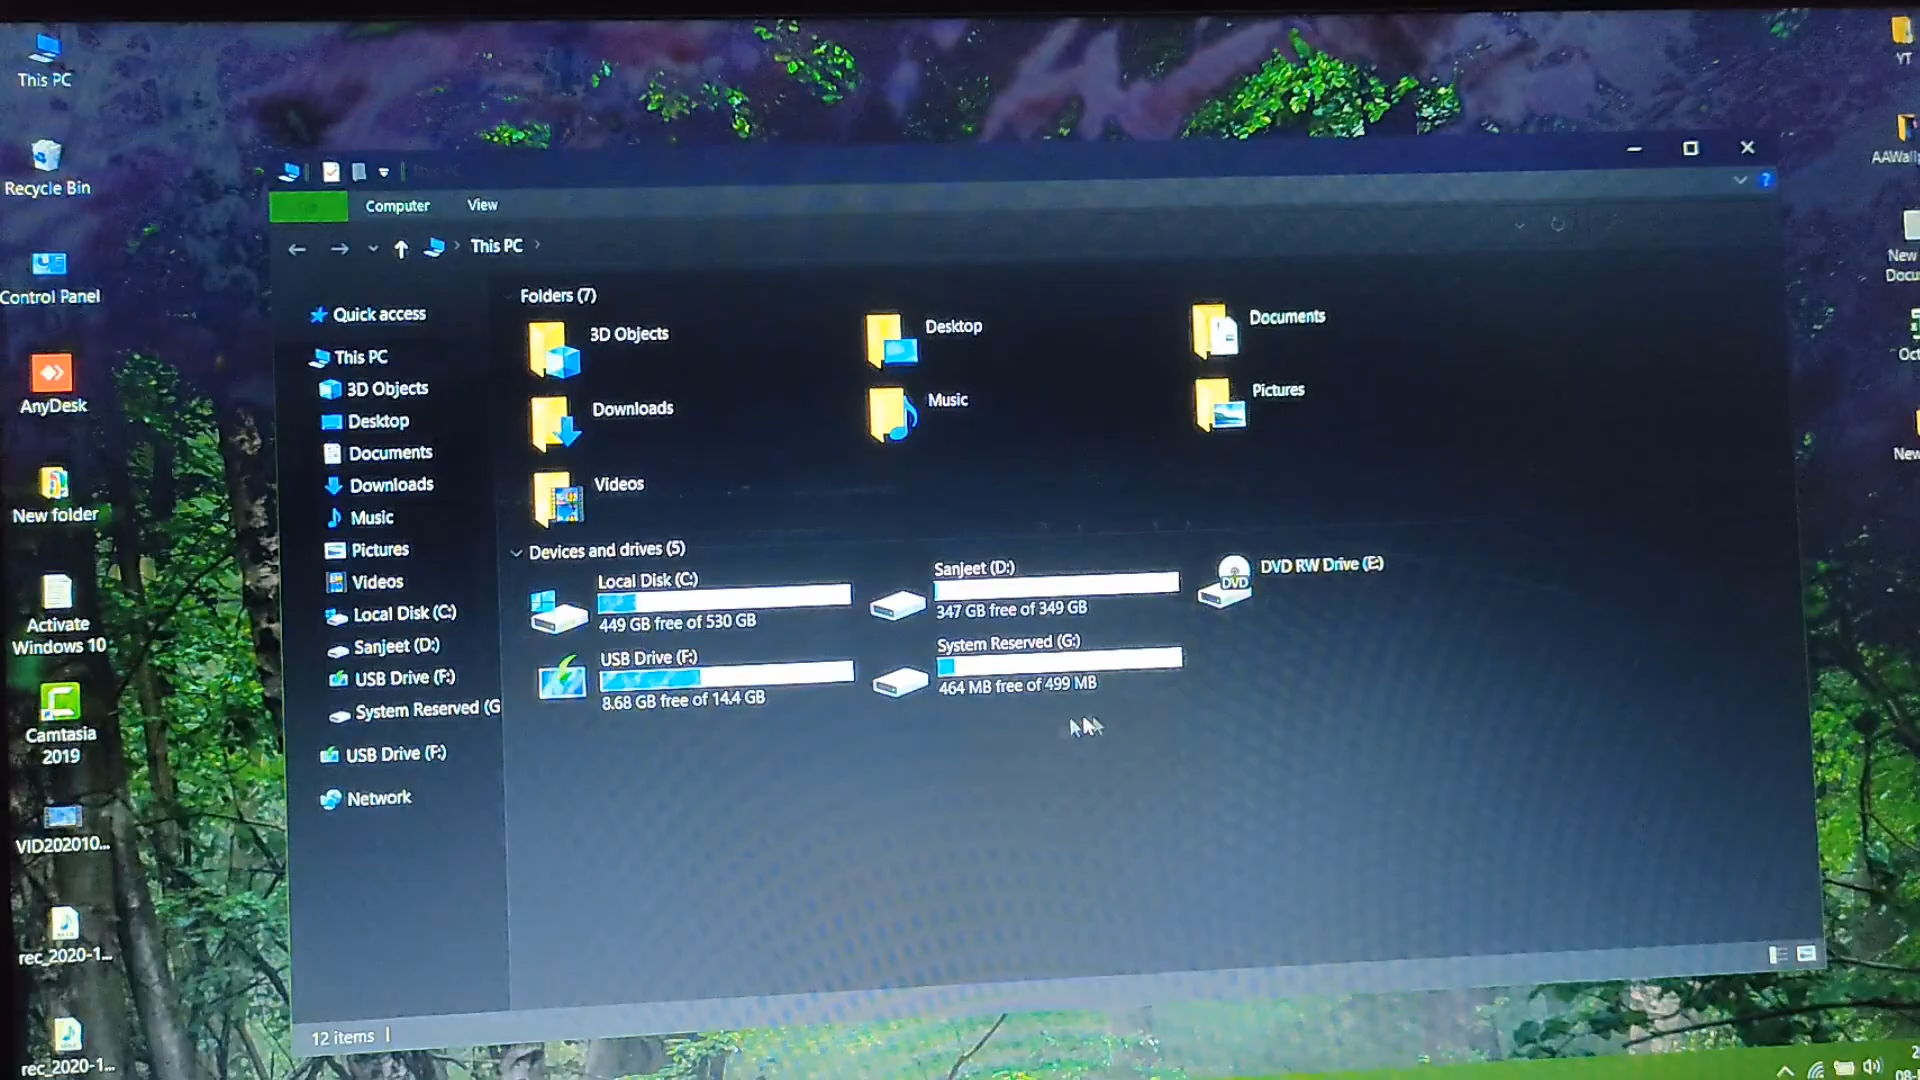 This PC
Recycle Bin
Control Panel
AnyDesk
New folder
Activate
Windows 10
Camtasia
2019
VID202010...
rec_2020-1...
rec_2020-1...
Computer
View
This PC
Quick access
This PC
3D Objects
Desktop
Documents
Downloads
Music
Pictures
Videos
Local Disk (C:)
Sanjeet (D:)
USB Drive (F:)
System Reserved (G
USB Drive (F:)
Network
Folders (7)
3D Objects
Desktop
Documents
Downloads
Music
Pictures
Videos
Devices and drives (5)
Local Disk (C:)
449 GB free of 530 GB
Sanjeet (D:)
347 GB free of 349 GB
DVD
DVD RW Drive (E:)
USB Drive (F:)
8.68 GB free of 14.4 GB
System Reserved (G:)
464 MB free of 499 MB
12 items
YT
AAWallp
New
Docu
Oct
New
08-